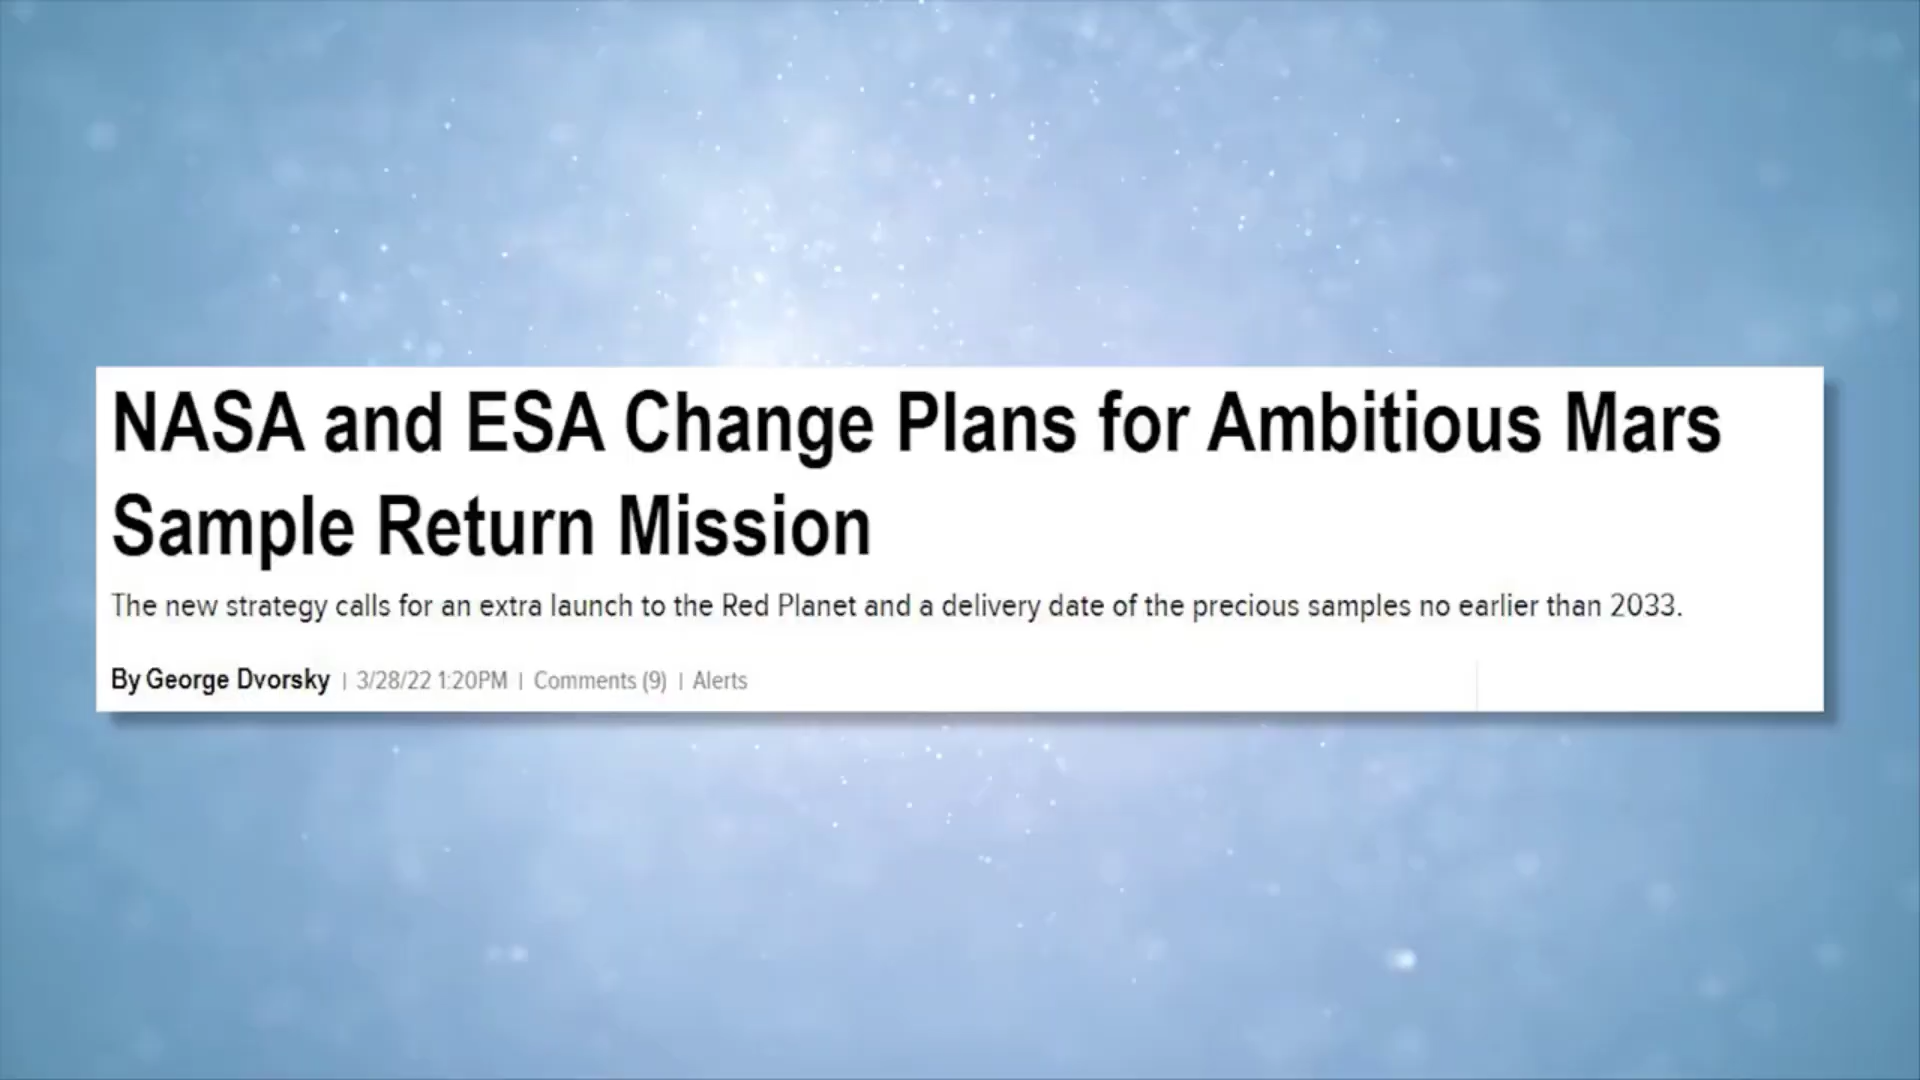 NASA and ESA Change Plans for Ambitious Mars
Sample Return Mission
The new strategy calls for an extra launch to the Red Planet and a delivery date of the precious samples no earlier than 2033.
By George Dvorsky | 3/28/22 1:20PM | Comments (9) | Alerts